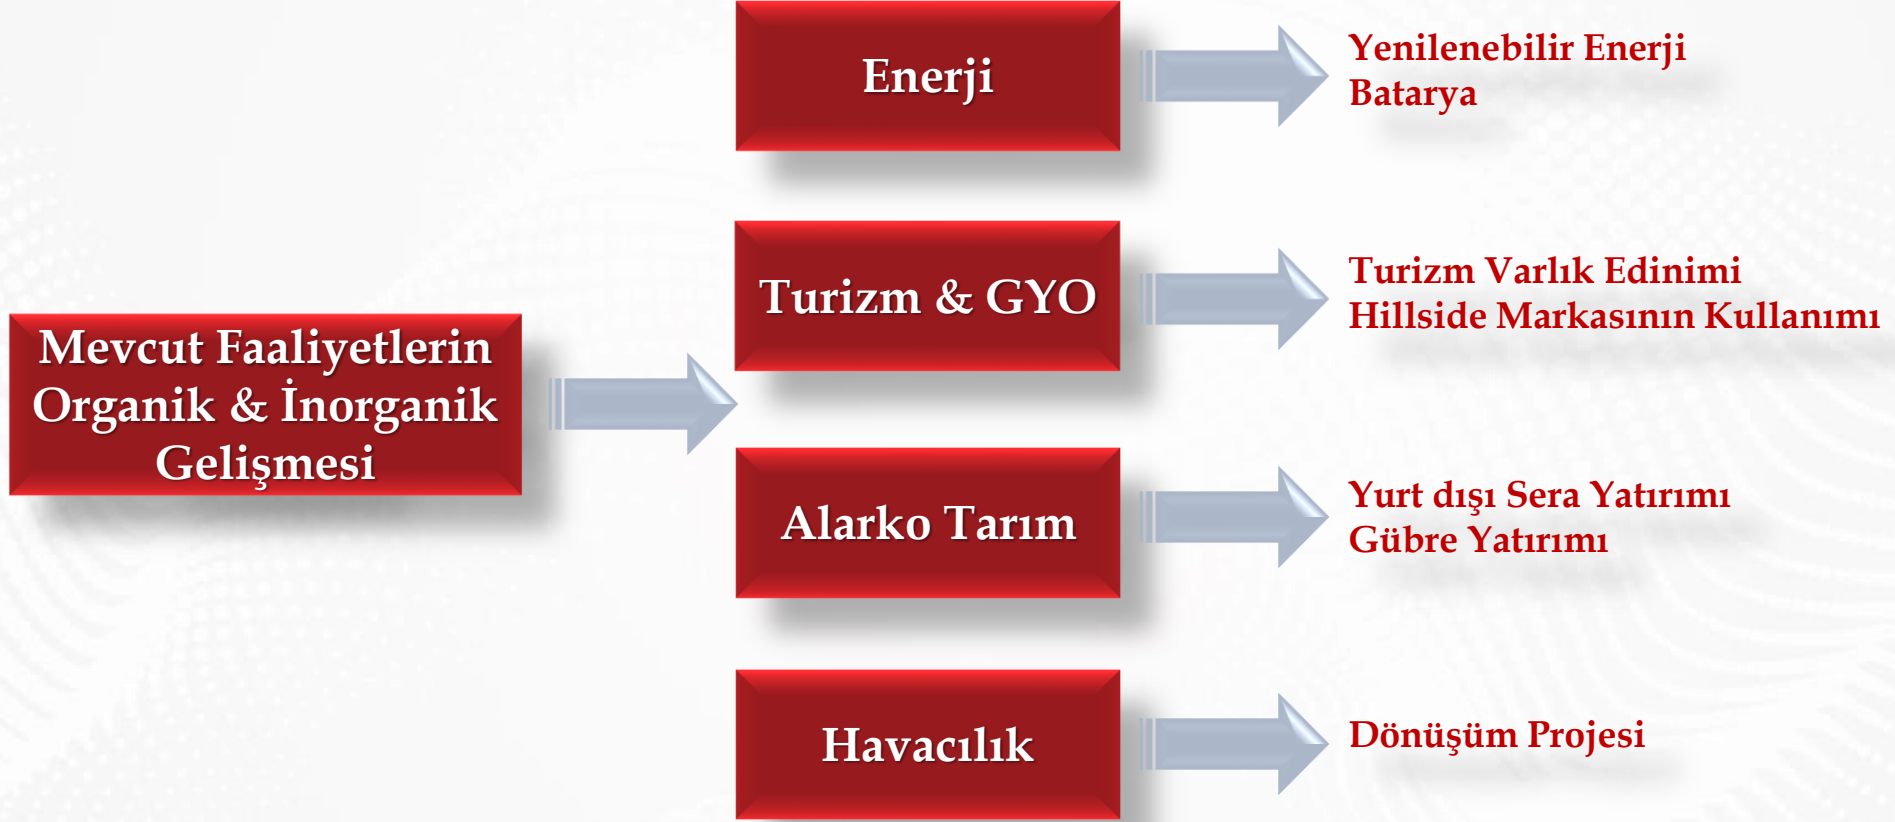 Mevcut Faaliyetlerin
Organik & İnorganik
Gelişmesi
Enerji
Yenilenebilir Enerji
Batarya
Turizm & GYO
Turizm Varlık Edinimi
Hillside Markasının Kullanımı
Alarko Tarım
Yurt dışı Sera Yatırımı
Gübre Yatırımı
Havacılık
Dönüşüm Projesi